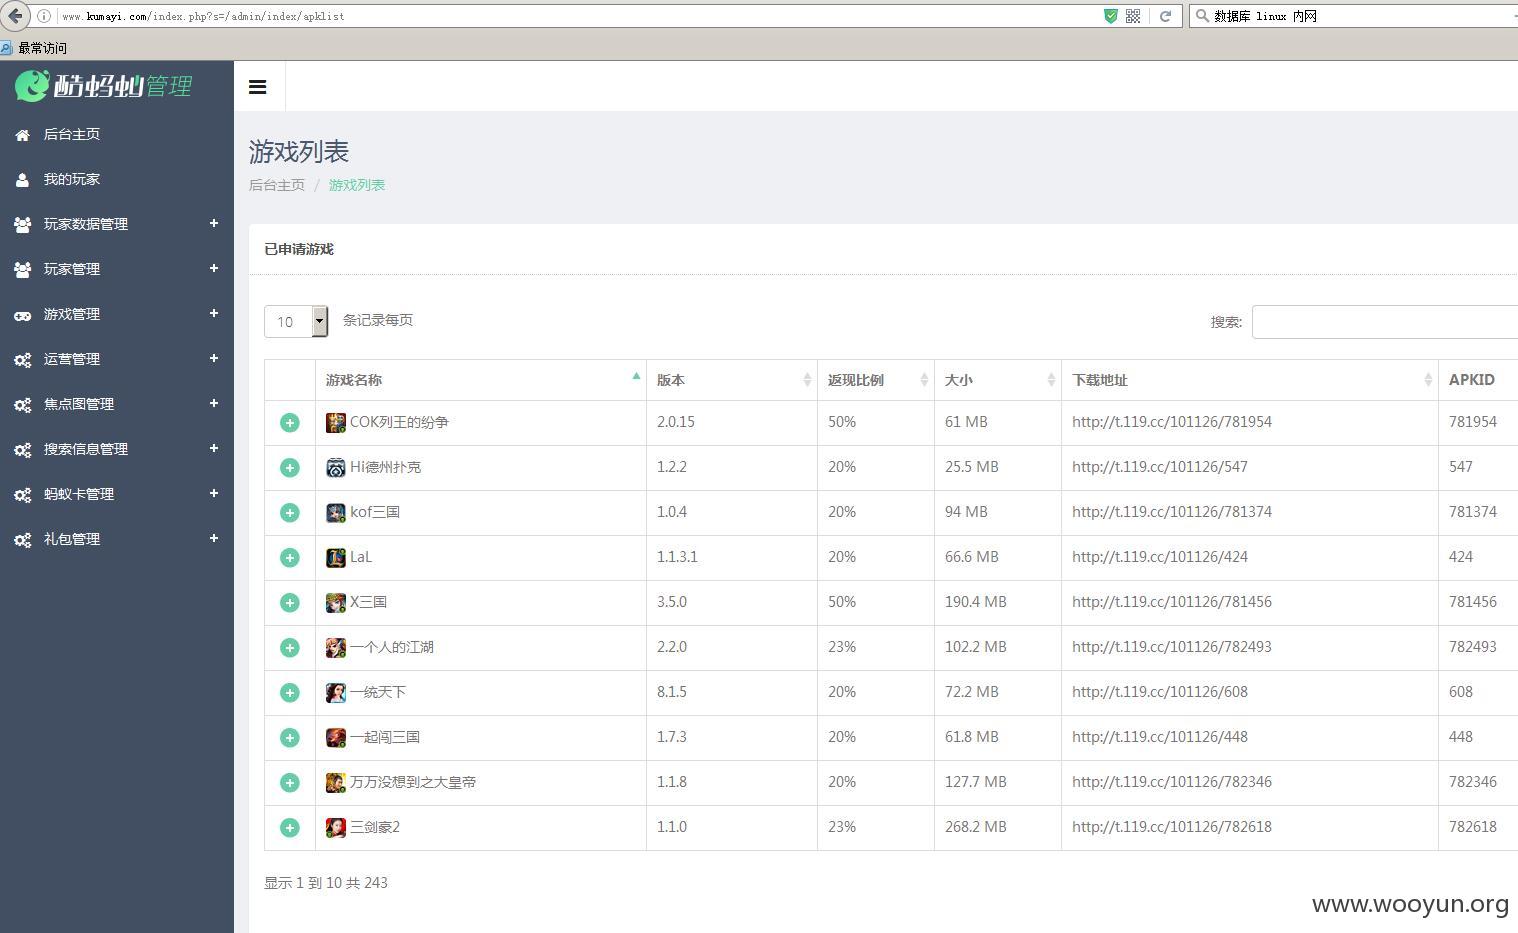 www.kumayi.com/index.php?s=/admin/index/apklist
数据库 linux 内网
最常访问
酷蚂蚁管理
后台主页
我的玩家
玩家数据管理 +
玩家管理 +
游戏管理 +
运营管理 +
焦点图管理 +
搜索信息管理 +
蚂蚁卡管理 +
礼包管理 +
游戏列表
后台主页 / 游戏列表
已申请游戏
10 条记录每页 搜索:
游戏名称 版本 返现比例 大小 下载地址 APKID
COK列王的纷争 2.0.15 50% 61 MB http://t.119.cc/101126/781954 781954
Hi德州扑克 1.2.2 20% 25.5 MB http://t.119.cc/101126/547 547
kof三国 1.0.4 20% 94 MB http://t.119.cc/101126/781374 781374
LaL 1.1.3.1 20% 66.6 MB http://t.119.cc/101126/424 424
X三国 3.5.0 50% 190.4 MB http://t.119.cc/101126/781456 781456
一个人的江湖 2.2.0 23% 102.2 MB http://t.119.cc/101126/782493 782493
一统天下 8.1.5 20% 72.2 MB http://t.119.cc/101126/608 608
一起闯三国 1.7.3 20% 61.8 MB http://t.119.cc/101126/448 448
万万没想到之大皇帝 1.1.8 20% 127.7 MB http://t.119.cc/101126/782346 782346
三剑豪2 1.1.0 23% 268.2 MB http://t.119.cc/101126/782618 782618
显示 1 到 10 共 243
www.wooyun.org